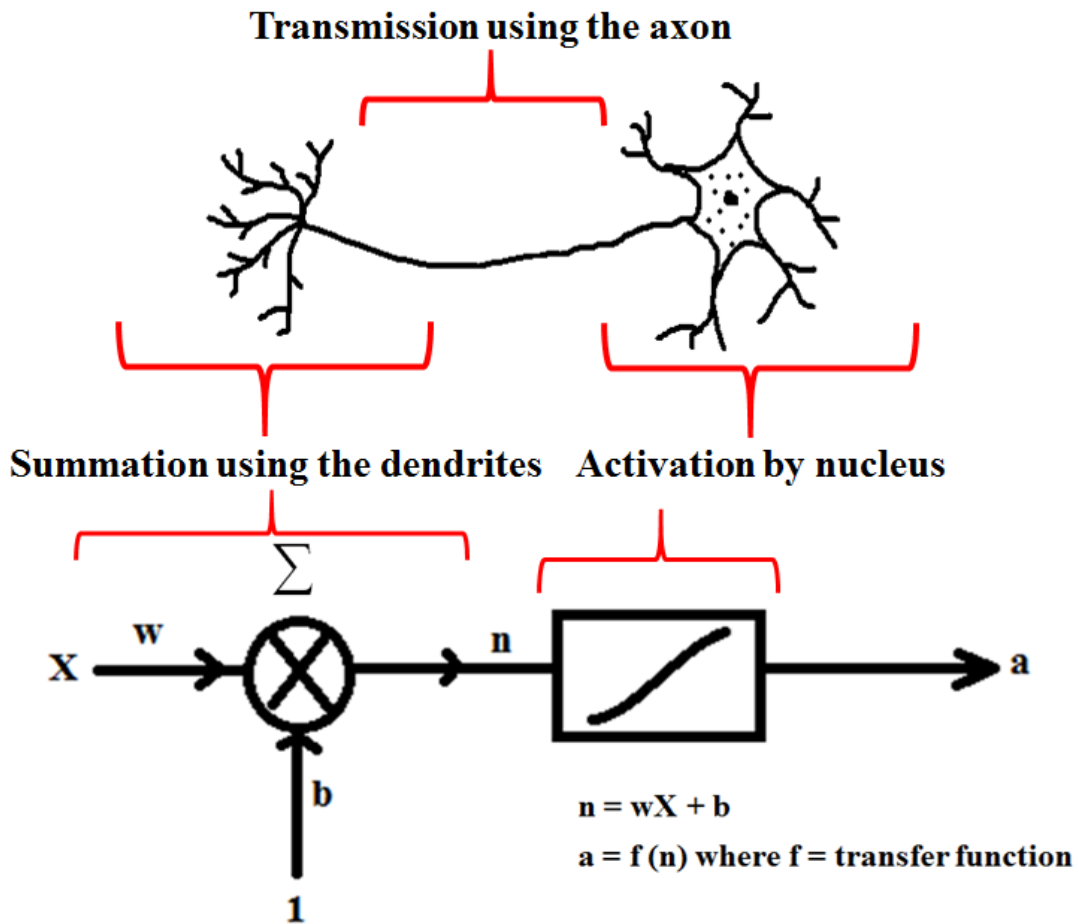 Transmission using the axon
Summation using the dendrites
Activation by nucleus
∑
w
n
X
a
b
n = wX + b
a = f (n) where f = transfer function
1